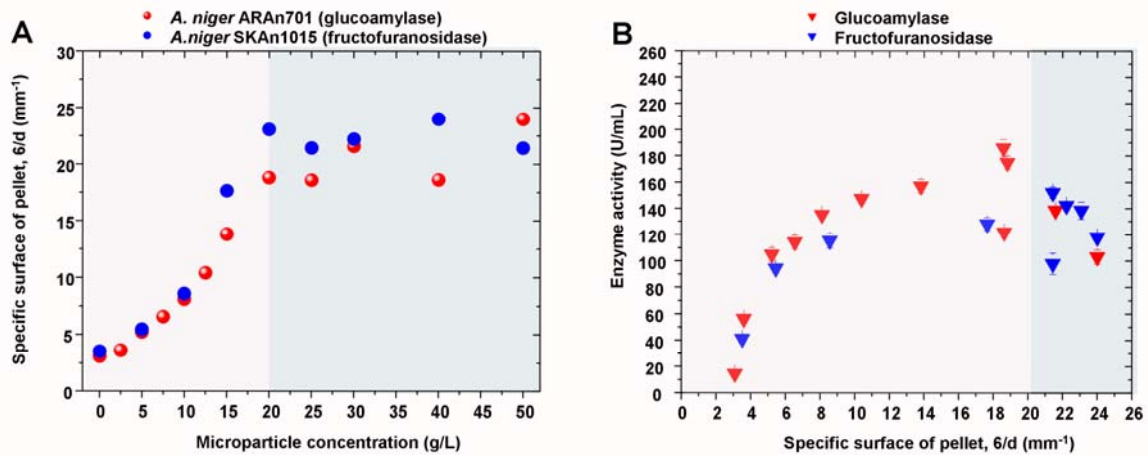 A
A. niger ARAn701 (glucoamylase)
A.niger SKAn1015 (fructofuranosidase)
Specific surface of pellet, 6/d (mm⁻¹)
30
25
20
15
10
5
0
0 5 10 15 20 25 30 35 40 45 50
Microparticle concentration (g/L)
B
Glucoamylase
Fructofuranosidase
Enzyme activity (U/mL)
260
240
220
200
180
160
140
120
100
80
60
40
20
0
0 2 4 6 8 10 12 14 16 18 20 22 24 26
Specific surface of pellet, 6/d (mm⁻¹)